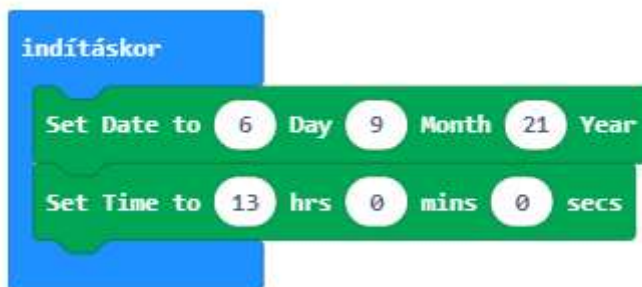 indításkor
Set Date to 6 Day 9 Month 21 Year
Set Time to 13 hrs 0 mins 0 secs